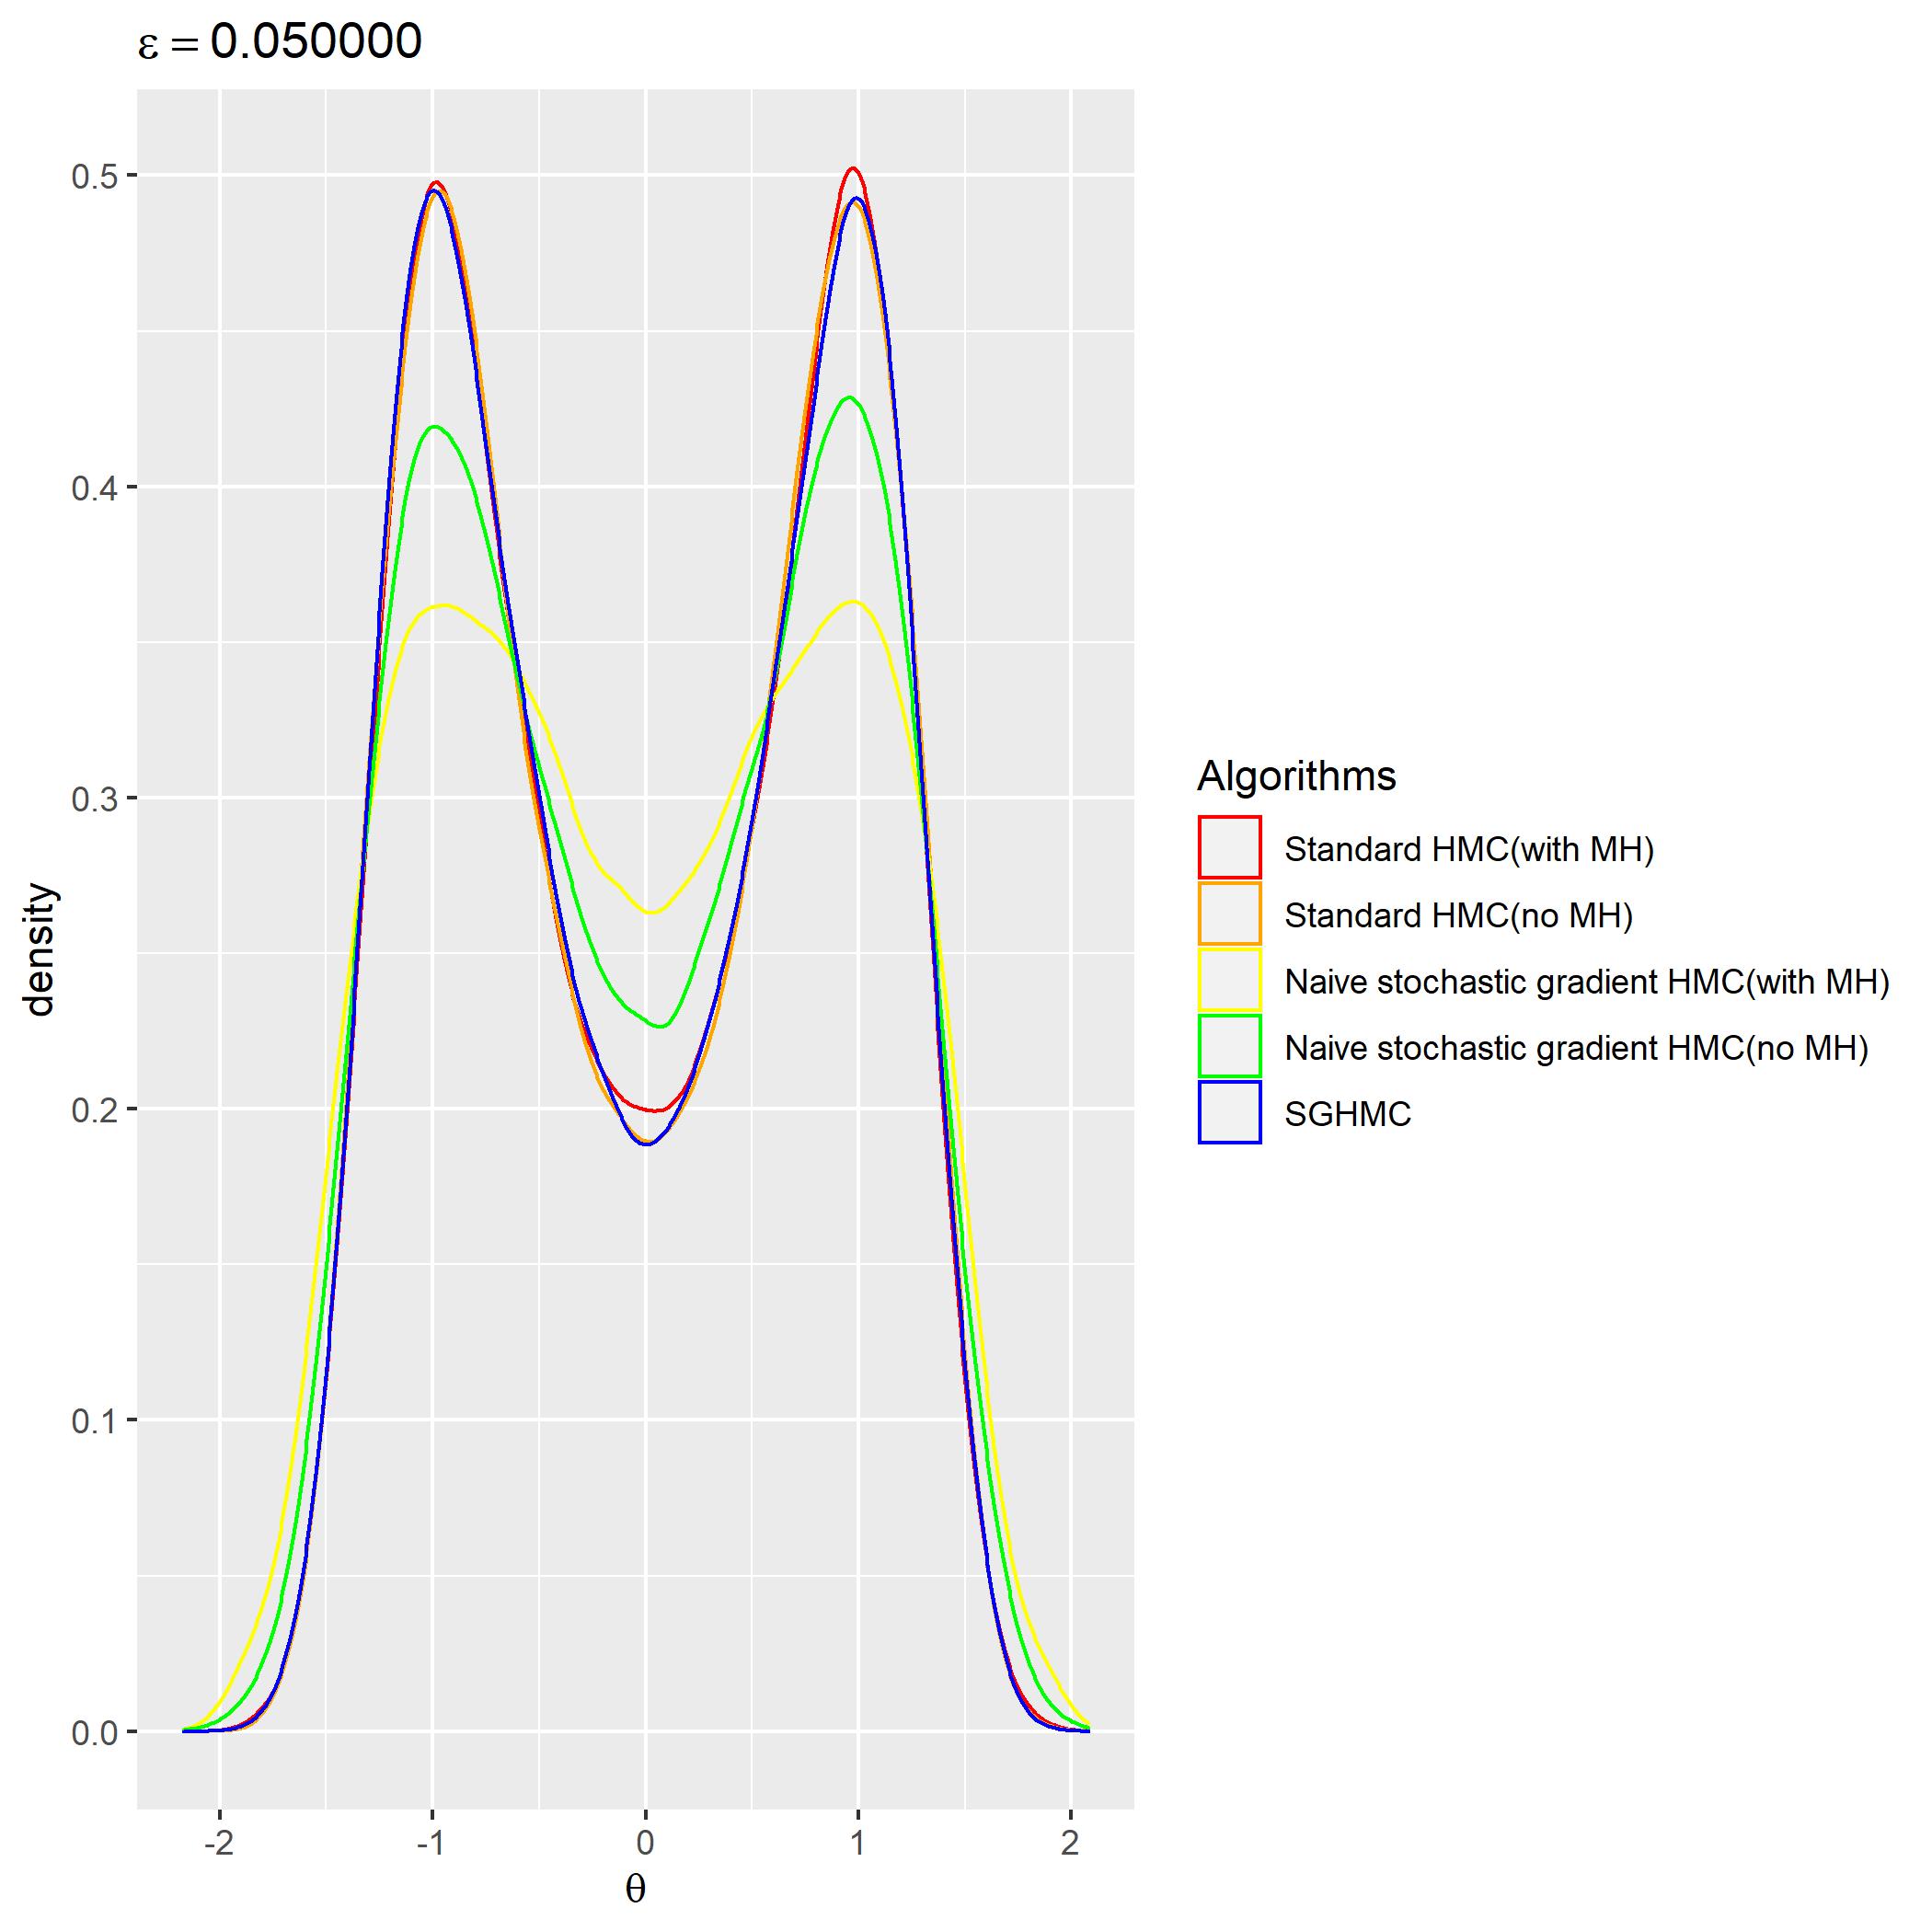 ε = 0.050000
0.5
0.4
0.3
0.2
0.1
0.0
density
-2 -1 0 1 2
θ
Algorithms
Standard HMC(with MH)
Standard HMC(no MH)
Naive stochastic gradient HMC(with MH)
Naive stochastic gradient HMC(no MH)
SGHMC